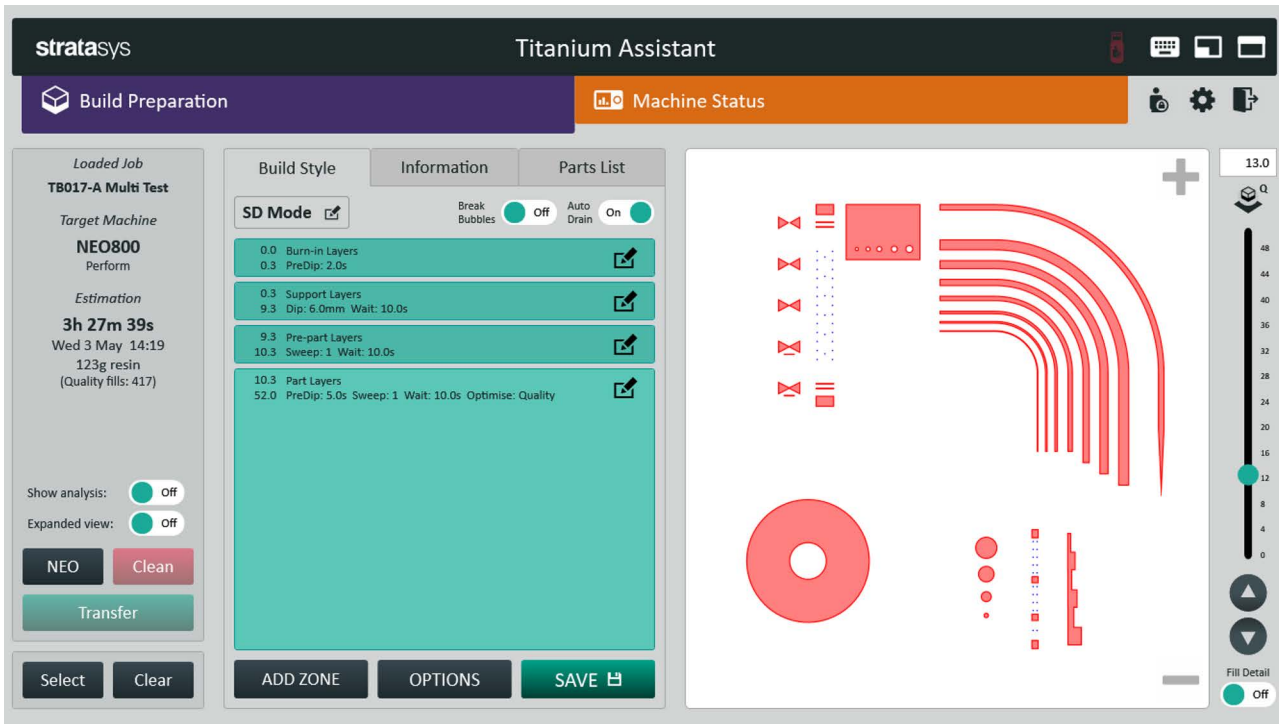 stratasys
Titanium Assistant
Build Preparation
Machine Status
Loaded Job
TB017-A Multi Test
Target Machine
NEO800
Perform
Estimation
3h 27m 39s
Wed 3 May 14:19
123g resin
(Quality fills: 417)
Show analysis: Off
Expanded view: Off
NEO
Clean
Transfer
Select
Clear
Build Style
Information
Parts List
SD Mode
Break
Bubbles
Off
Auto
Drain
On
0.0 Burn-in Layers
0.3 PreDip: 2.0s
0.3 Support Layers
9.3 Dip: 6.0mm Wait: 10.0s
9.3 Pre-part Layers
10.3 Sweep: 1 Wait: 10.0s
10.3 Part Layers
52.0 PreDip: 5.0s Sweep: 1 Wait: 10.0s Optimise: Quality
ADD ZONE
OPTIONS
SAVE
13.0
Q
48
44
40
36
32
28
24
20
16
12
8
4
0
Fill Detail
Off